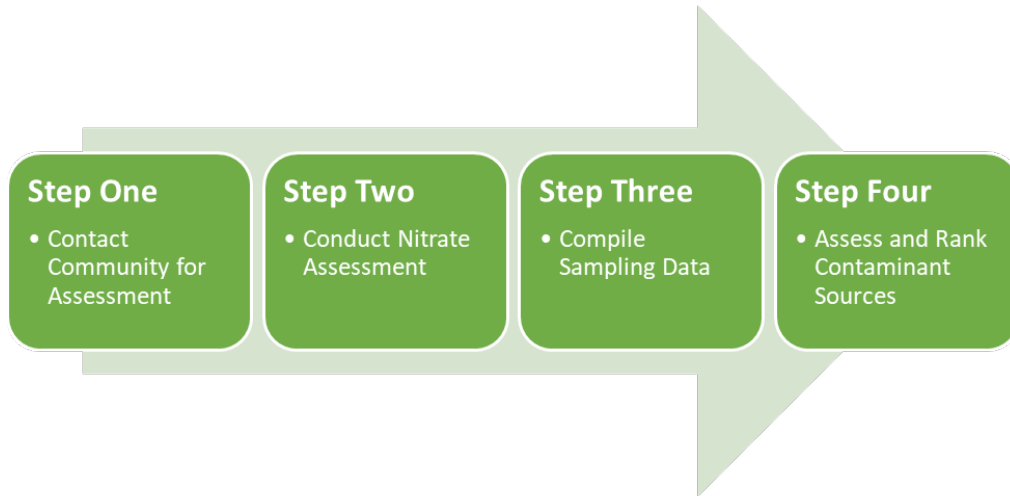 Step One
• Contact
Community for
Assessment
Step Two
• Conduct Nitrate
Assessment
Step Three
• Compile
Sampling Data
Step Four
• Assess and Rank
Contaminant
Sources